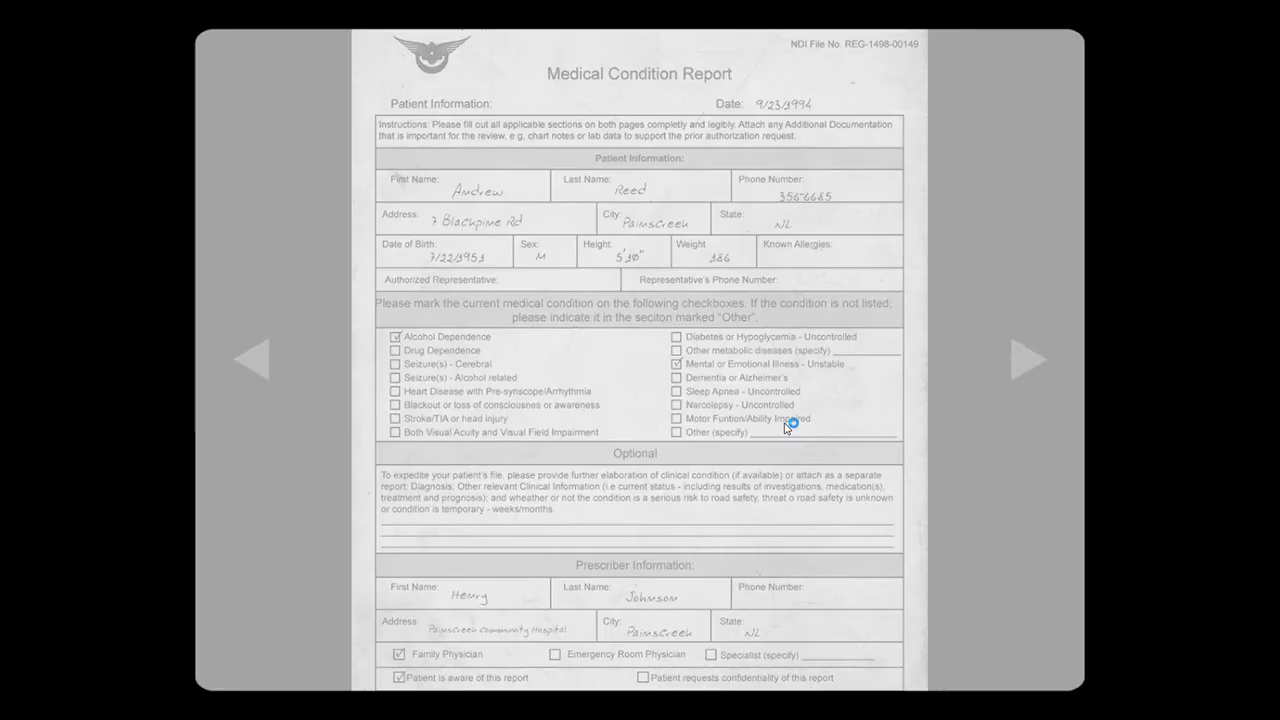 NDI File No. REG-1498-00149
Medical Condition Report
Patient Information: Date: 9/23/1994
Instructions: Please fill out all applicable sections on both pages completly and legibly. Attach any Additional Documentation
that is important for the review, e.g, chart notes or lab data to support the prior authorization request.
Patient Information:
First Name: Andrew Last Name: Reed Phone Number: 356-6685
Address: 7 Blackpine Rd City: Painscreek State: NL
Date of Birth: 7/22/1951 Sex: M Height: 5'10" Weight 186 Known Allergies:
Authorized Representative: Representative's Phone Number:
Please mark the current medical condition on the following checkboxes. If the condition is not listed,
please indicate it in the seciton marked "Other".
Alcohol Dependence Diabetes or Hypoglycemia - Uncontrolled
Drug Dependence Other metabolic diseases (specify)
Seizure(s) - Cerebral Mental or Emotional Illness - Unstable
Seizure(s) - Alcohol related Dementia or Alzheimer's
Heart Disease with Pre-synscope/Arrhythmia Sleep Apnea - Uncontrolled
Blackout or loss of consciousnes or awareness Narcolepsy - Uncontrolled
Stroke/TIA or head injury Motor Funtion/Ability Impaired
Both Visual Acuity and Visual Field Impairment Other (specify)
Optional
To expedite your patient's file, please provide further elaboration of clinical condition (if available) or attach as a separate
report: Diagnosis; Other relevant Clinical Information (i.e current status - including results of investigations, medication(s),
treatment and prognosis); and wheather or not the condition is a serious risk to road safety, threat o road safety is unknown
or condition is temporary - weeks/months.
Prescriber Information:
First Name: Henry Last Name: Johnson Phone Number:
Address: Painscreek Community Hospital City: Painscreek State: NL
Family Physician Emergency Room Physician Specialist (specify)
Patient is aware of this report Patient requests confidentiality of this report